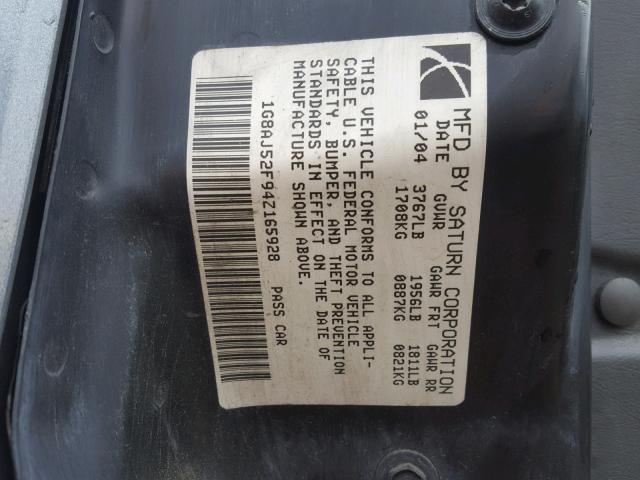 MFD BY SATURN CORPORATION
DATE GVWR GAWR FRT GAWR RR
01/04 3767LB 1956LB 1811LB
1708KG 0887KG 0821KG
THIS VEHICLE CONFORMS TO ALL APPLI-
CABLE U.S. FEDERAL MOTOR VEHICLE
SAFETY, BUMPER, AND THEFT PREVENTION
STANDARDS IN EFFECT ON THE DATE OF
MANUFACTURE SHOWN ABOVE.
1G8AJ52F94Z165928 PASS CAR